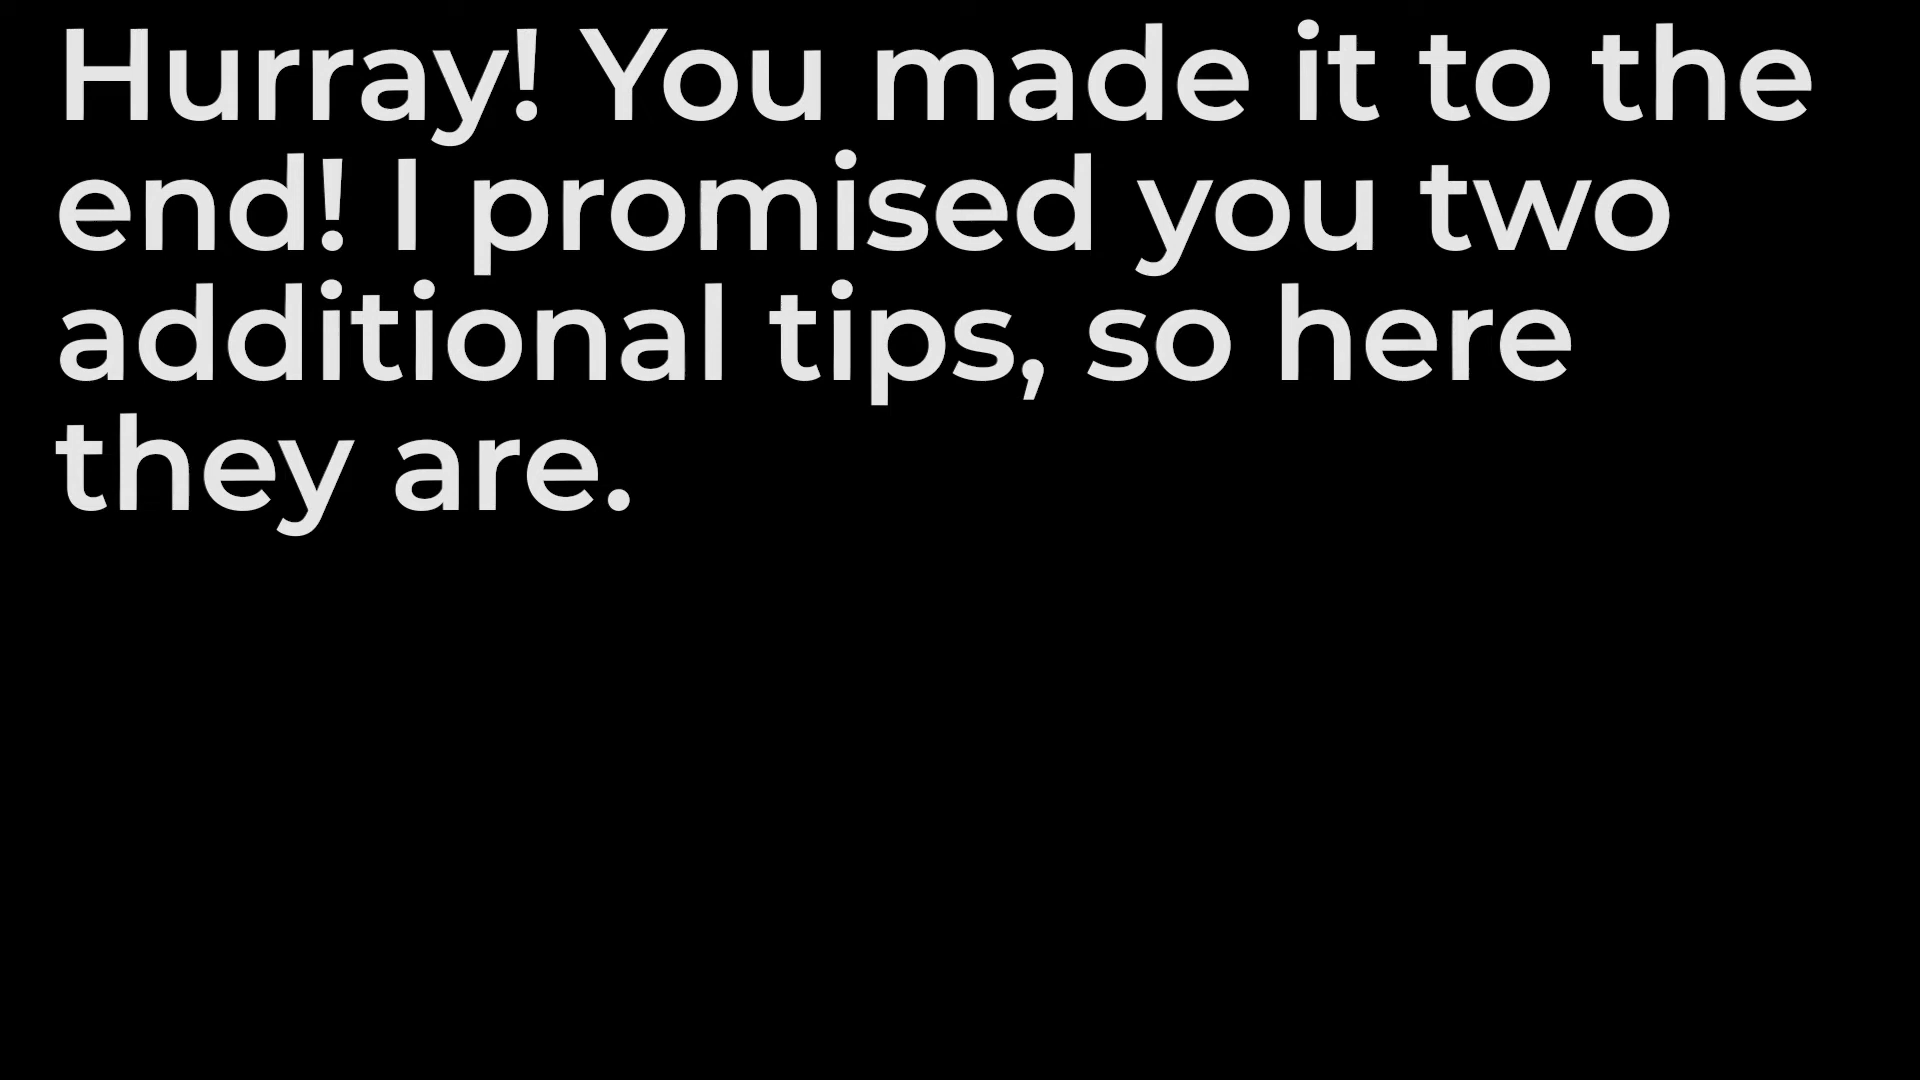 Hurray! You made it to the
end! I promised you two
additional tips, so here
they are.